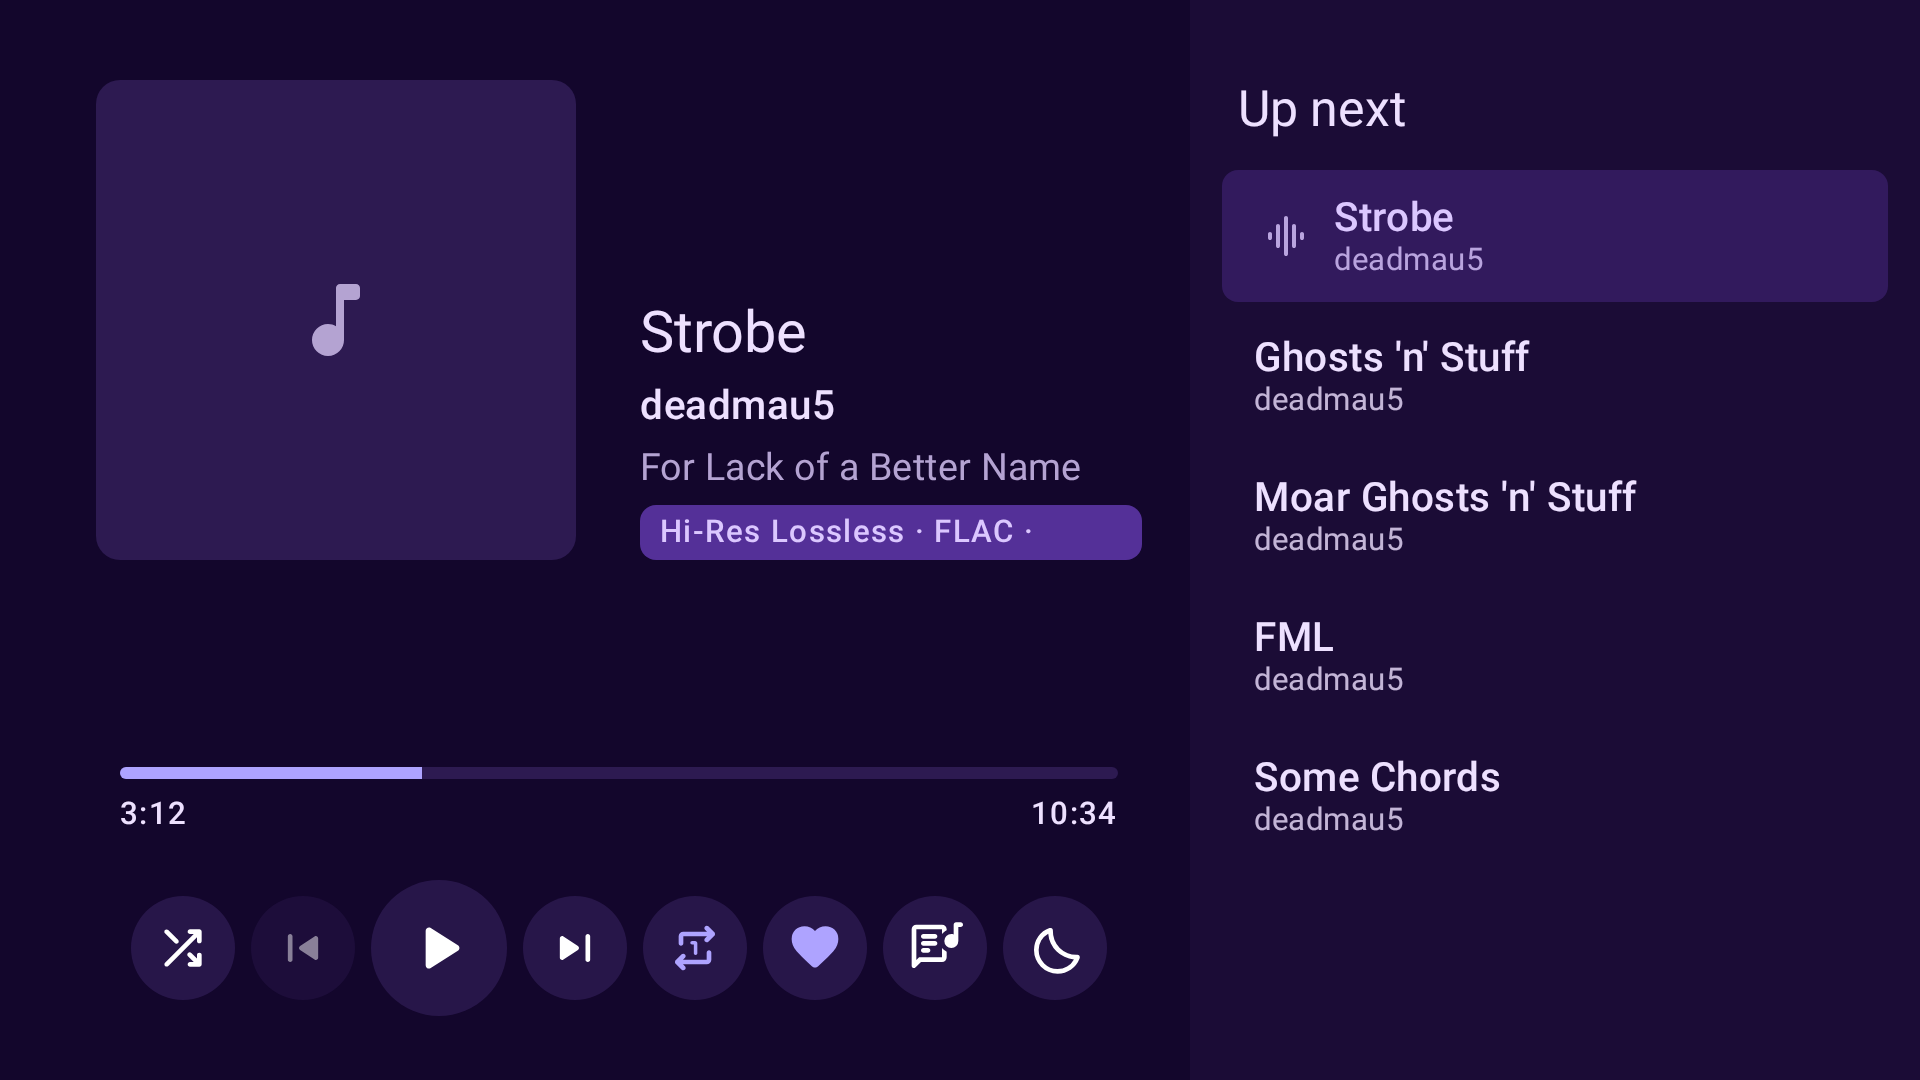 Strobe
deadmau5
For Lack of a Better Name
Hi-Res Lossless · FLAC ·
3:12
10:34
1
Up next
Strobe
deadmau5
Ghosts 'n' Stuff
deadmau5
Moar Ghosts 'n' Stuff
deadmau5
FML
deadmau5
Some Chords
deadmau5